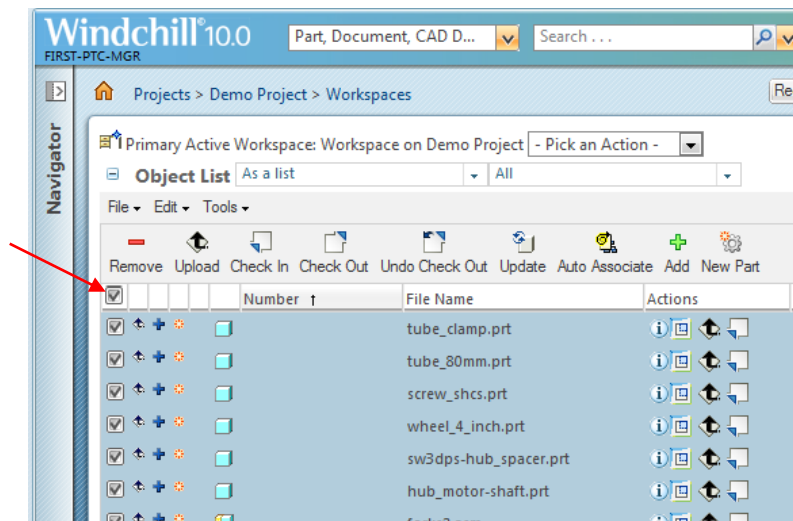 Windchill® 10.0 Part, Document, CAD D... Search . . .
FIRST-PTC-MGR
Projects > Demo Project > Workspaces Re
Navigator
Primary Active Workspace: Workspace on Demo Project - Pick an Action -
Object List As a list All
File Edit Tools
Remove Upload Check In Check Out Undo Check Out Update Auto Associate Add New Part
Number ↑ File Name Actions
tube_clamp.prt
tube_80mm.prt
screw_shcs.prt
wheel_4_inch.prt
sw3dps-hub_spacer.prt
hub_motor-shaft.prt